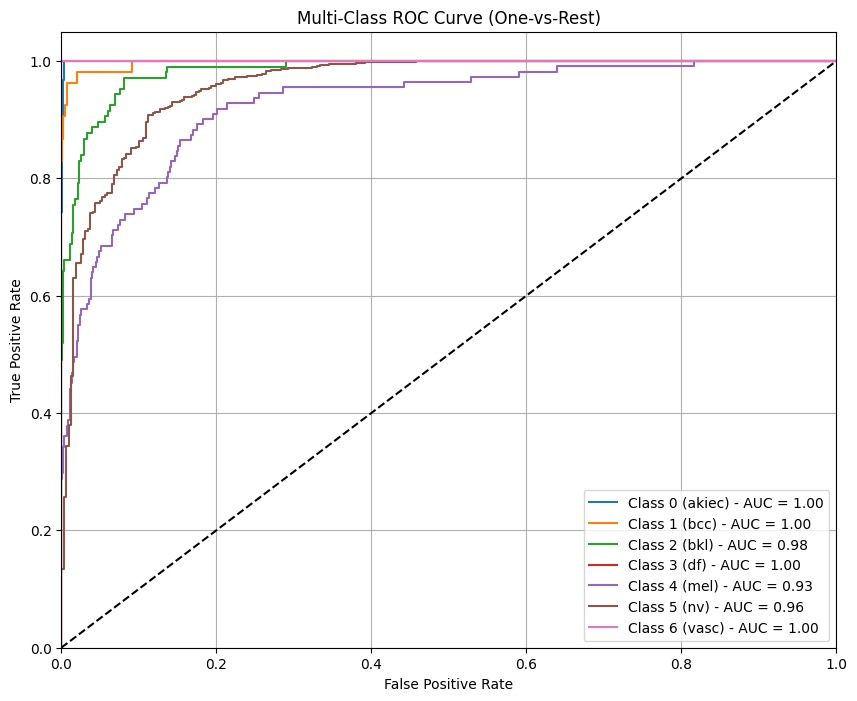 Multi-Class ROC Curve (One-vs-Rest)
True Positive Rate
1.0
0.8
0.6
0.4
0.2
0.0
Class 0 (akiec) - AUC = 1.00
Class 1 (bcc) - AUC = 1.00
Class 2 (bkl) - AUC = 0.98
Class 3 (df) - AUC = 1.00
Class 4 (mel) - AUC = 0.93
Class 5 (nv) - AUC = 0.96
Class 6 (vasc) - AUC = 1.00
0.0 0.2 0.4 0.6 0.8 1.0
False Positive Rate